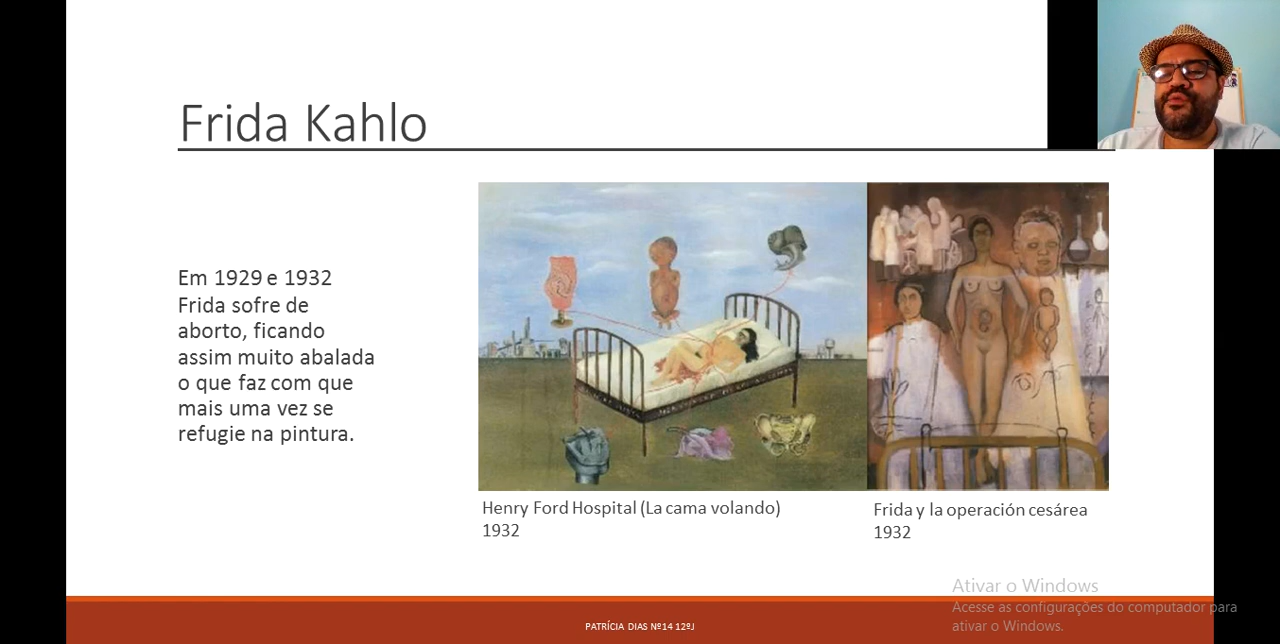 Frida Kahlo
Em 1929 e 1932
Frida sofre de
aborto, ficando
assim muito abalada
o que faz com que
mais uma vez se
refugie na pintura.
Henry Ford Hospital (La cama volando)
1932
Frida y la operación cesárea
1932
Ativar o Windows
Acesse as configurações do computador para
ativar o Windows.
PATRÍCIA DIAS Nº14 12ºJ